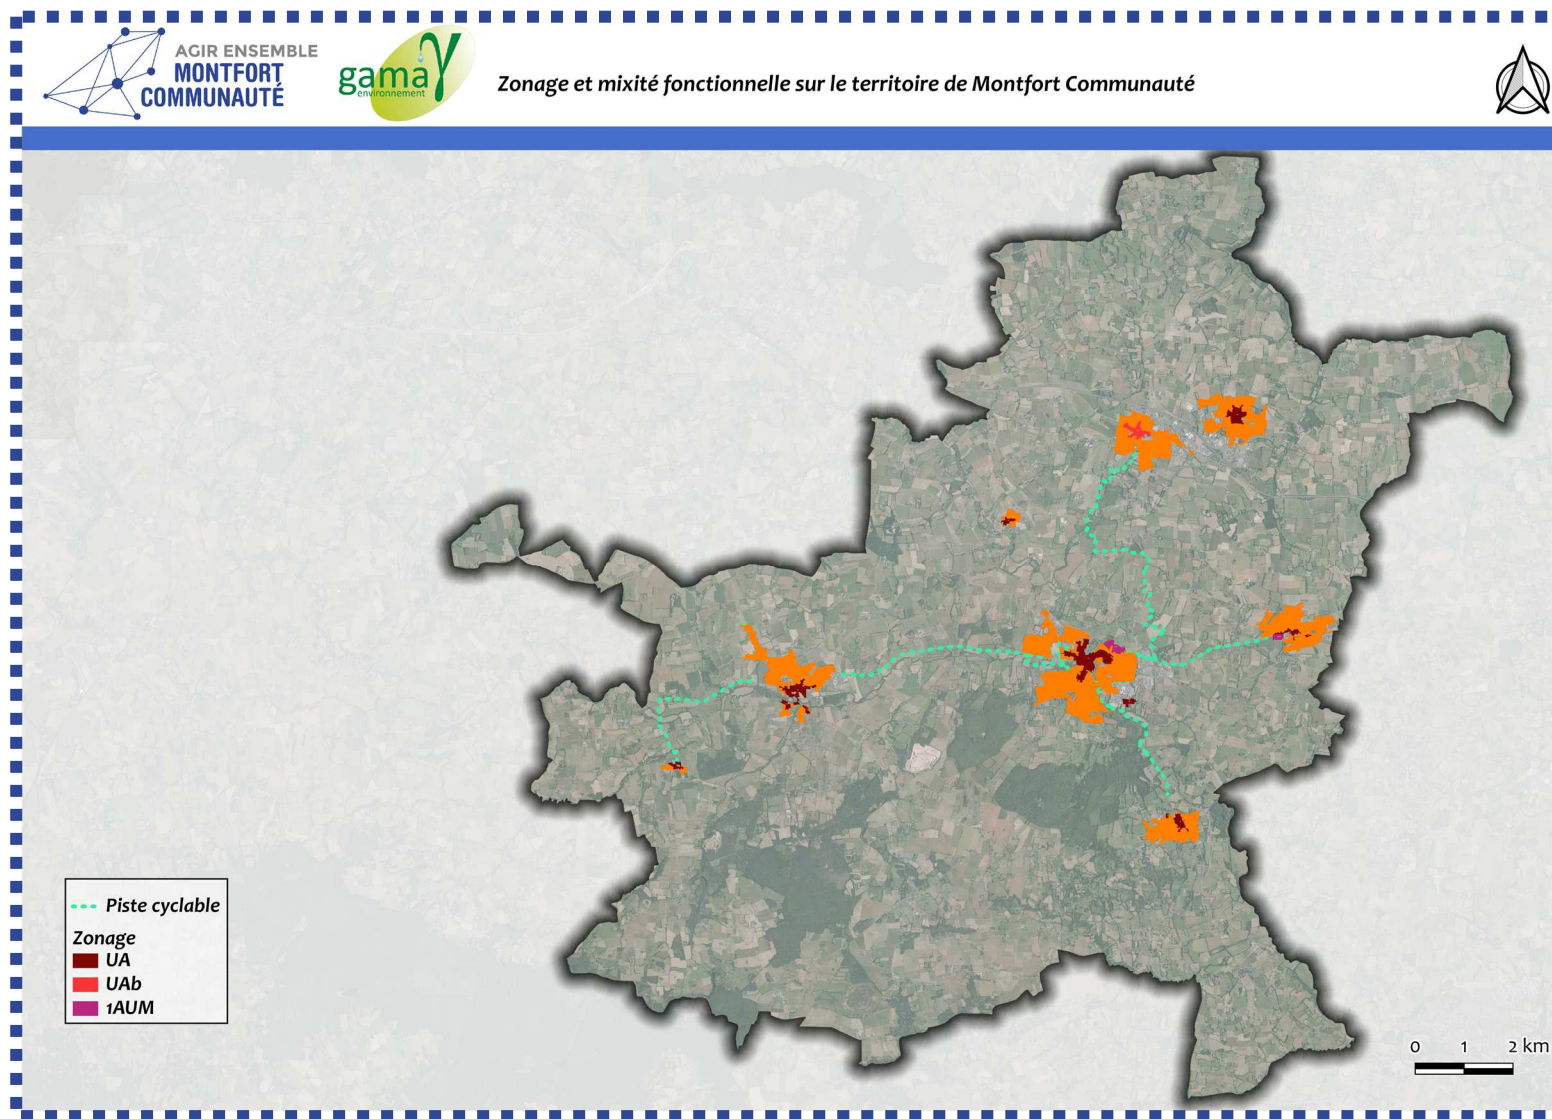 AGIR ENSEMBLE
MONTFORT
COMMUNAUTÉ
gama
environnement
Zonage et mixité fonctionnelle sur le territoire de Montfort Communauté
Piste cyclable
Zonage
UA
UAb
1AUM
0 1 2 km